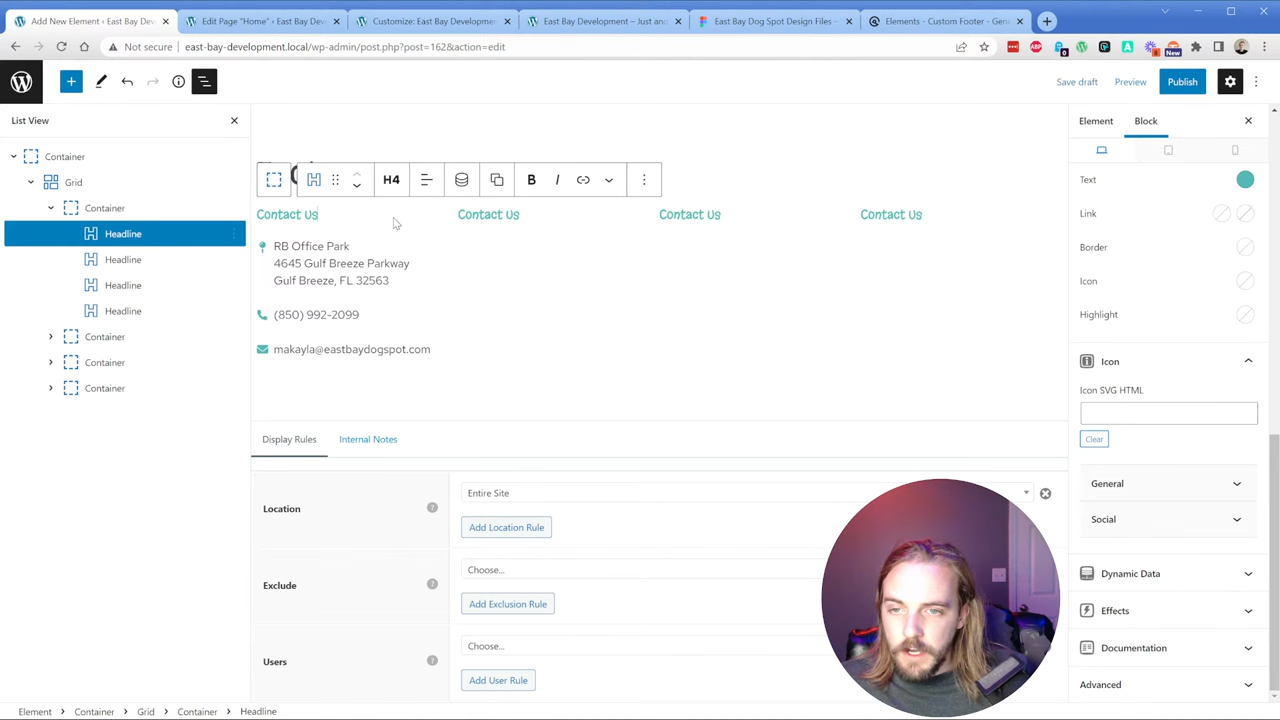 Add New Element ‹ East Bay Dev
Edit Page "Home" ‹ East Bay Deve
Customize: East Bay Developmen
East Bay Development – Just ano
East Bay Dog Spot Design Files –
Elements - Custom Footer - Gene
Not secure
east-bay-development.local/wp-admin/post.php?post=162&action=edit
New
Save draft
Preview
Publish
List View
Container
Grid
Container
Headline
Headline
Headline
Headline
Container
Container
Container
H4
B
I
Contact Us
Contact Us
Contact Us
Contact Us
RB Office Park
4645 Gulf Breeze Parkway
Gulf Breeze, FL 32563
(850) 992-2099
makayla@eastbaydogspot.com
Display Rules
Internal Notes
Location
Entire Site
Add Location Rule
Exclude
Choose...
Add Exclusion Rule
Users
Choose...
Add User Rule
Element
Block
Text
Link
Border
Icon
Highlight
Icon
Icon SVG HTML
Clear
General
Social
Dynamic Data
Effects
Documentation
Advanced
Element
Container
Grid
Container
Headline